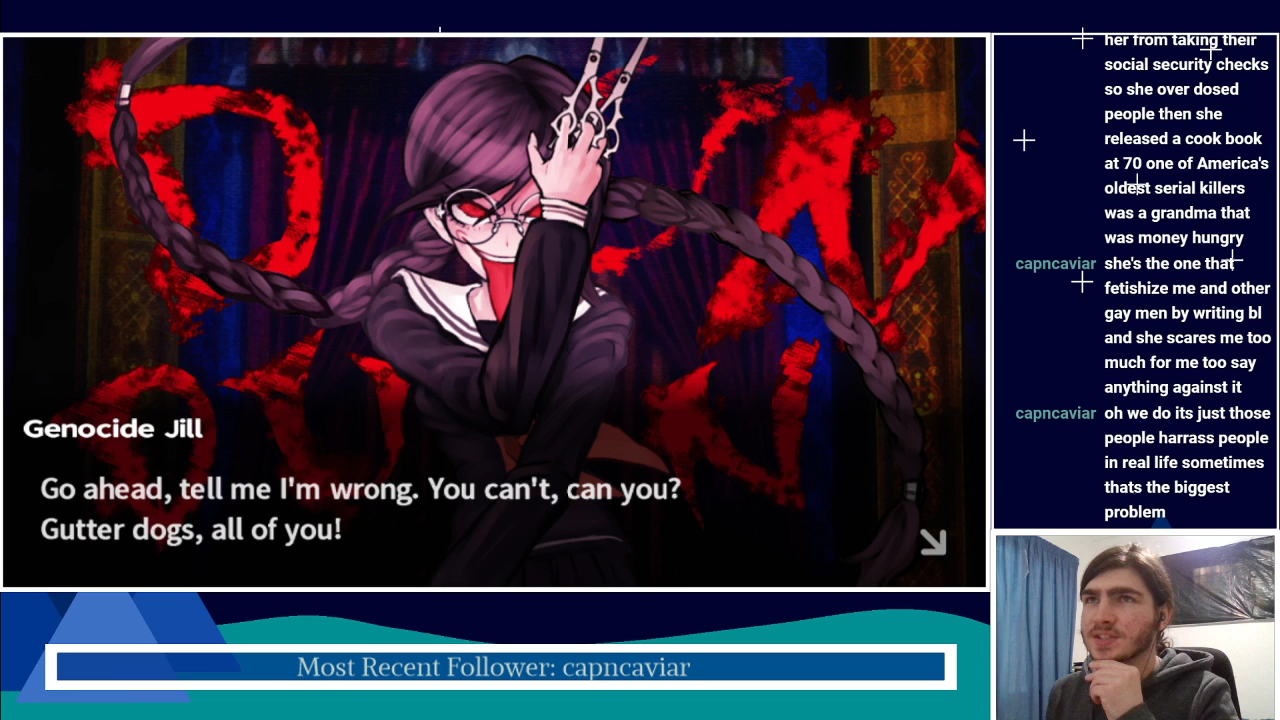 Genocide Jill
Go ahead, tell me I'm wrong. You can't, can you?
Gutter dogs, all of you!
her from taking their
social security checks
so she over dosed
people then she
released a cook book
at 70 one of America's
oldest serial killers
was a grandma that
was money hungry
capncaviar she's the one that
fetishize me and other
gay men by writing bl
and she scares me too
much for me too say
anything against it
capncaviar oh we do its just those
people harrass people
in real life sometimes
thats the biggest
problem
Most Recent Follower: capncaviar